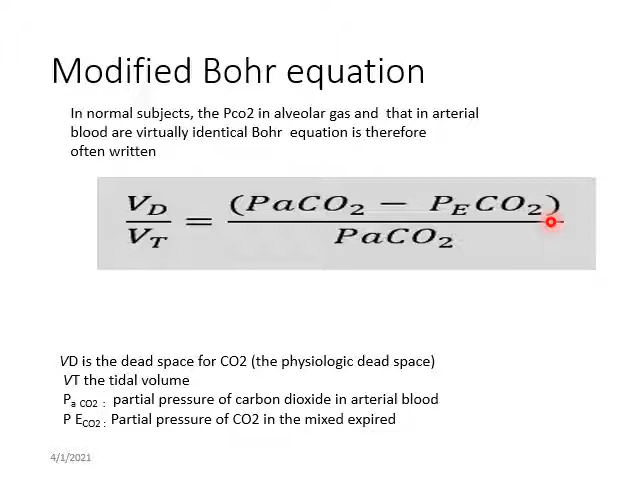 Modified Bohr equation
In normal subjects, the Pco2 in alveolar gas and that in arterial
blood are virtually identical Bohr equation is therefore
often written
V_D / V_T = (PaCO₂ − P_ECO₂) / PaCO₂
VD is the dead space for CO2 (the physiologic dead space)
VT the tidal volume
Pa CO2 : partial pressure of carbon dioxide in arterial blood
P ECO2 : Partial pressure of CO2 in the mixed expired
4/1/2021